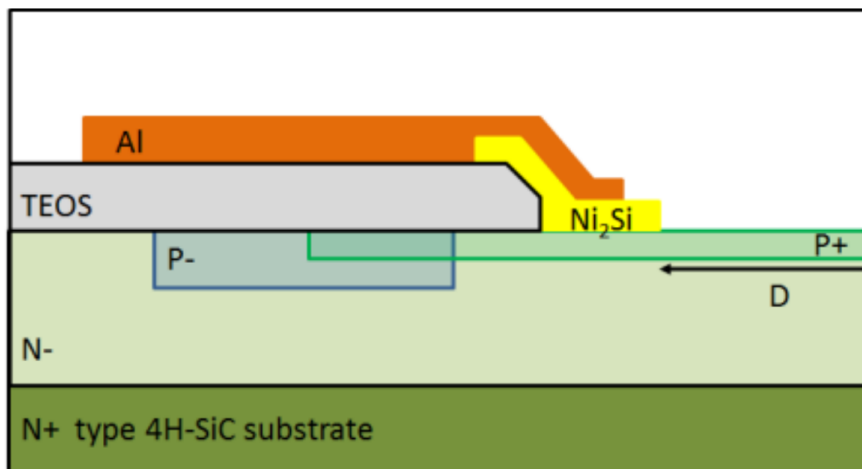 Al
TEOS
Ni₂Si
P-
P+
D
N-
N+ type 4H-SiC substrate